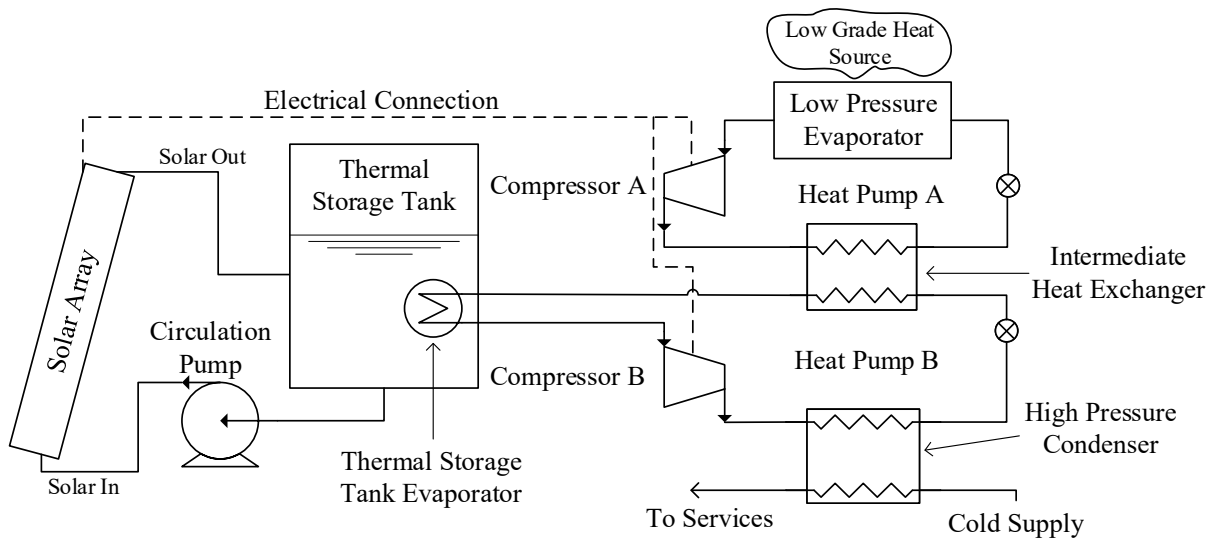 Low Grade Heat
Source
Electrical Connection
Low Pressure
Evaporator
Solar Out
Thermal
Storage Tank
Compressor A
Heat Pump A
Intermediate
Heat Exchanger
Solar Array
Circulation
Pump
Compressor B
Heat Pump B
High Pressure
Condenser
Thermal Storage
Tank Evaporator
Solar In
To Services
Cold Supply